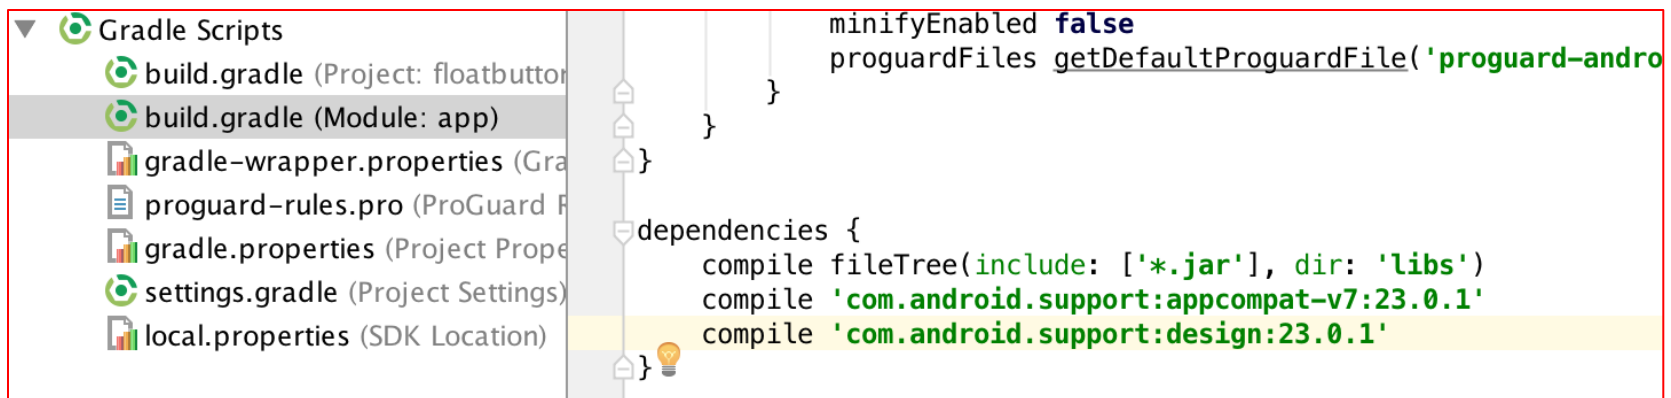 Gradle Scripts
build.gradle (Project: floatbuttor
build.gradle (Module: app)
gradle-wrapper.properties (Gra
proguard-rules.pro (ProGuard F
gradle.properties (Project Prope
settings.gradle (Project Settings)
local.properties (SDK Location)
minifyEnabled false
proguardFiles getDefaultProguardFile('proguard-andro
}
}
}
dependencies {
compile fileTree(include: ['*.jar'], dir: 'libs')
compile 'com.android.support:appcompat-v7:23.0.1'
compile 'com.android.support:design:23.0.1'
}